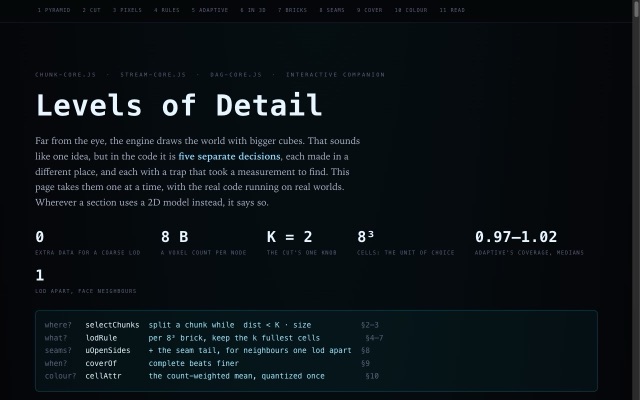 1 PYRAMID 2 CUT 3 PIXELS 4 RULES 5 ADAPTIVE 6 IN 3D 7 BRICKS 8 SEAMS 9 COVER 10 COLOUR 11 READ
CHUNK-CORE.JS · STREAM-CORE.JS · DAG-CORE.JS · INTERACTIVE COMPANION
Levels of Detail
Far from the eye, the engine draws the world with bigger cubes. That sounds
like one idea, but in the code it is five separate decisions, each made in a
different place, and each with a trap that took a measurement to find. This
page takes them one at a time, with the real code running on real worlds.
Wherever a section uses a 2D model instead, it says so.
0 8 B K = 2 8³ 0.97–1.02
EXTRA DATA FOR A COARSE LOD A VOXEL COUNT PER NODE THE CUT'S ONE KNOB CELLS: THE UNIT OF CHOICE ADAPTIVE'S COVERAGE, MEDIANS
1
LOD APART, FACE NEIGHBOURS
where? selectChunks split a chunk while dist < K · size §2–3
what? lodRule per 8³ brick, keep the k fullest cells §4–7
seams? uOpenSides + the seam tail, for neighbours one lod apart §8
when? coverOf complete beats finer §9
colour? cellAttr the count-weighted mean, quantized once §10